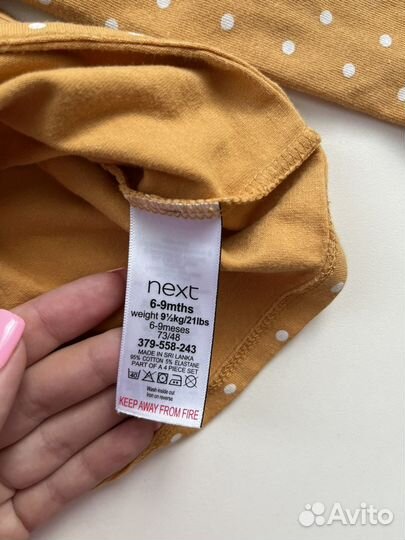 next
6-9mths
weight 9½kg/21lbs
6-9meses
73/48
379-558-243
MADE IN SRI LANKA
95% COTTON 5% ELASTANE
PART OF A 4 PIECE SET
40
Wash inside out
Iron on reverse
KEEP AWAY FROM FIRE
Avito